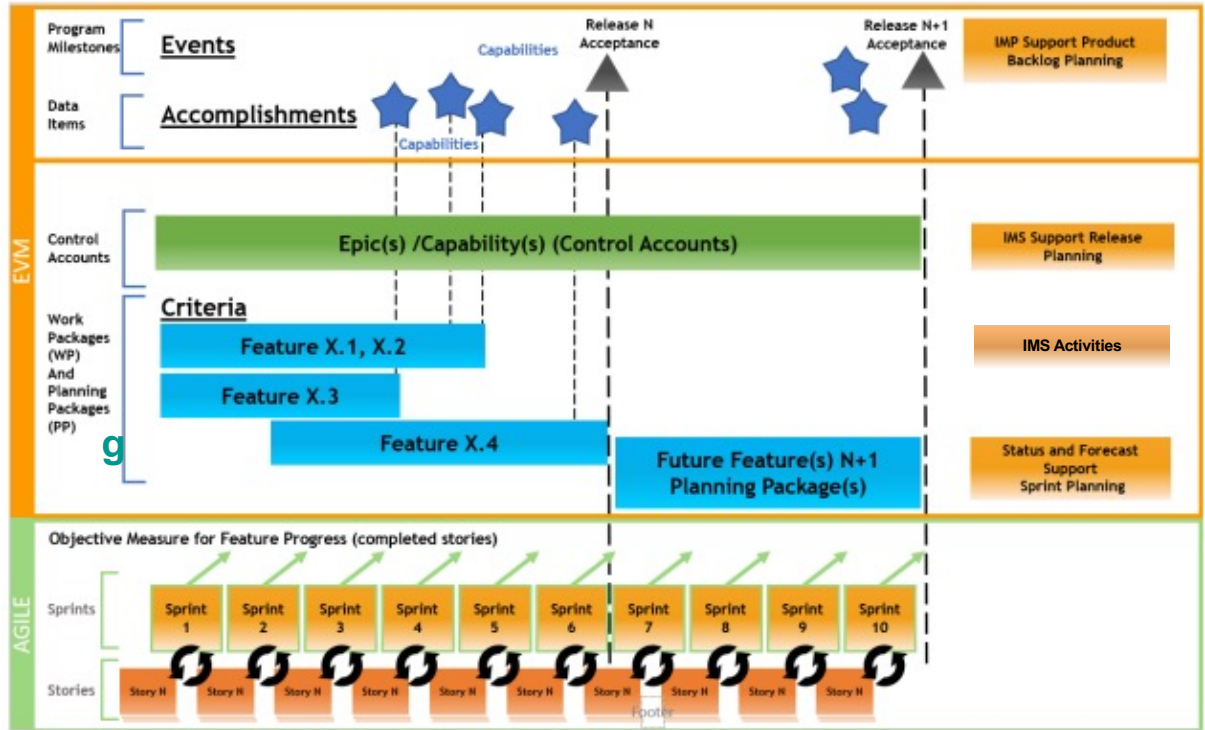 Program
Milestones
Events
Capabilities
Release N
Acceptance
Release N+1
Acceptance
IMP Support Product
Backlog Planning
Data
Items
Accomplishments
Capabilities
EVM
Control
Accounts
Epic(s) /Capability(s) (Control Accounts)
IMS Support Release
Planning
Criteria
Work
Packages
(WP)
And
Planning
Packages
(PP)
g
Feature X.1, X.2
IMS Activities
Feature X.3
Feature X.4
Future Feature(s) N+1
Planning Package(s)
Status and Forecast
Support
Sprint Planning
AGILE
Objective Measure for Feature Progress (completed stories)
Sprints
Sprint
1
Sprint
2
Sprint
3
Sprint
4
Sprint
5
Sprint
6
Sprint
7
Sprint
8
Sprint
9
Sprint
10
Stories
Story N
Story N
Story N
Story N
Story N
Story N
Story N
Story N
Story N
Story N
Footer